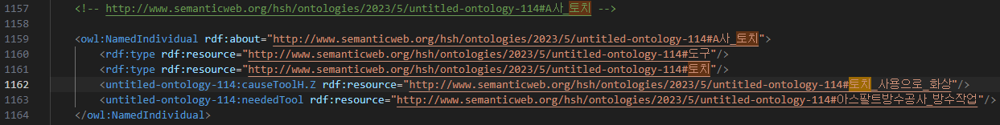 1157 <!-- http://www.semanticweb.org/hsh/ontologies/2023/5/untitled-ontology-114#A사_토치 -->
1158
1159 <owl:NamedIndividual rdf:about="http://www.semanticweb.org/hsh/ontologies/2023/5/untitled-ontology-114#A사_토치">
1160 <rdf:type rdf:resource="http://www.semanticweb.org/hsh/ontologies/2023/5/untitled-ontology-114#도구"/>
1161 <rdf:type rdf:resource="http://www.semanticweb.org/hsh/ontologies/2023/5/untitled-ontology-114#토치"/>
1162 <untitled-ontology-114:causeToolH.Z rdf:resource="http://www.semanticweb.org/hsh/ontologies/2023/5/untitled-ontology-114#토치_사용으로_화상"/>
1163 <untitled-ontology-114:neededTool rdf:resource="http://www.semanticweb.org/hsh/ontologies/2023/5/untitled-ontology-114#아스팔트방수공사_방수작업"/>
1164 </owl:NamedIndividual>